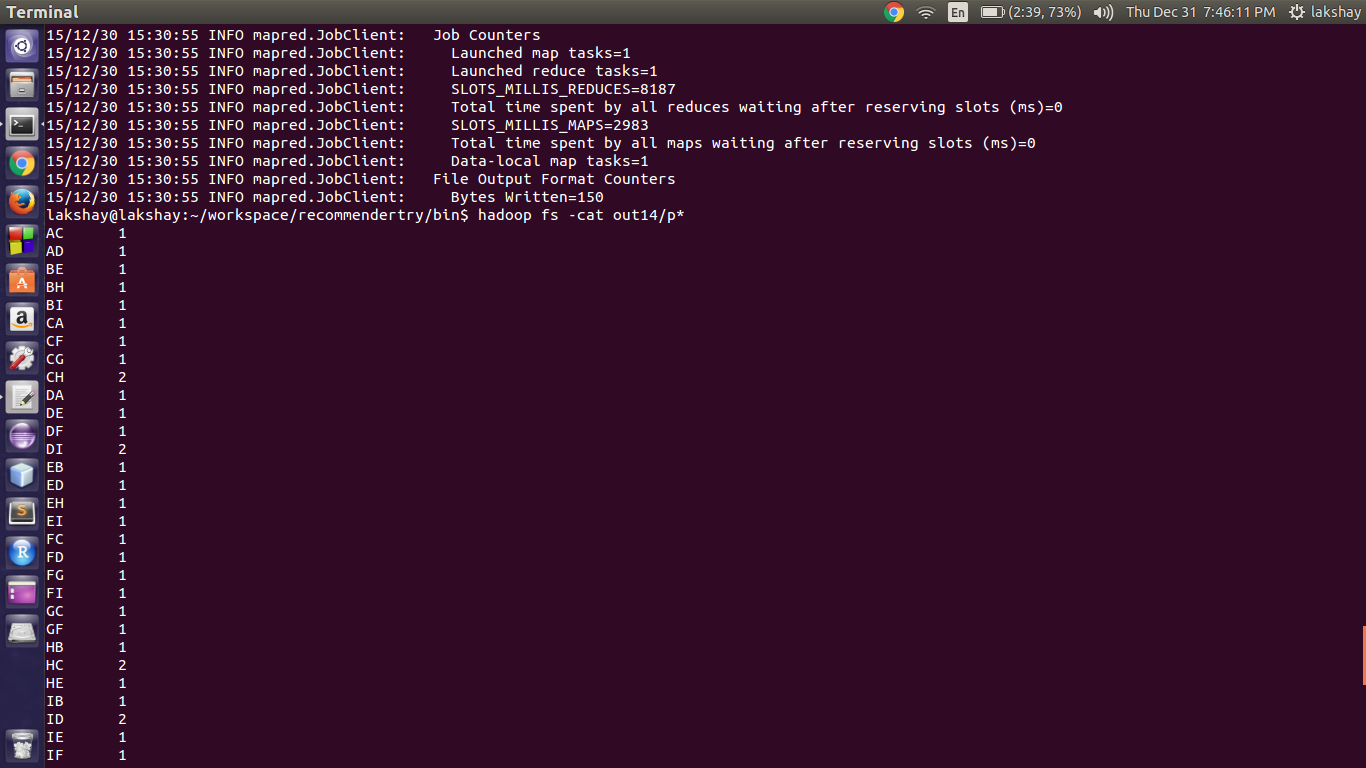 Terminal En (2:39, 73%) Thu Dec 31 7:46:11 PM lakshay
15/12/30 15:30:55 INFO mapred.JobClient:   Job Counters
15/12/30 15:30:55 INFO mapred.JobClient:     Launched map tasks=1
15/12/30 15:30:55 INFO mapred.JobClient:     Launched reduce tasks=1
15/12/30 15:30:55 INFO mapred.JobClient:     SLOTS_MILLIS_REDUCES=8187
15/12/30 15:30:55 INFO mapred.JobClient:     Total time spent by all reduces waiting after reserving slots (ms)=0
15/12/30 15:30:55 INFO mapred.JobClient:     SLOTS_MILLIS_MAPS=2983
15/12/30 15:30:55 INFO mapred.JobClient:     Total time spent by all maps waiting after reserving slots (ms)=0
15/12/30 15:30:55 INFO mapred.JobClient:     Data-local map tasks=1
15/12/30 15:30:55 INFO mapred.JobClient:   File Output Format Counters
15/12/30 15:30:55 INFO mapred.JobClient:     Bytes Written=150
lakshay@lakshay:~/workspace/recommendertry/bin$ hadoop fs -cat out14/p*
AC	1
AD	1
BE	1
BH	1
BI	1
CA	1
CF	1
CG	1
CH	2
DA	1
DE	1
DF	1
DI	2
EB	1
ED	1
EH	1
EI	1
FC	1
FD	1
FG	1
FI	1
GC	1
GF	1
HB	1
HC	2
HE	1
IB	1
ID	2
IE	1
IF	1